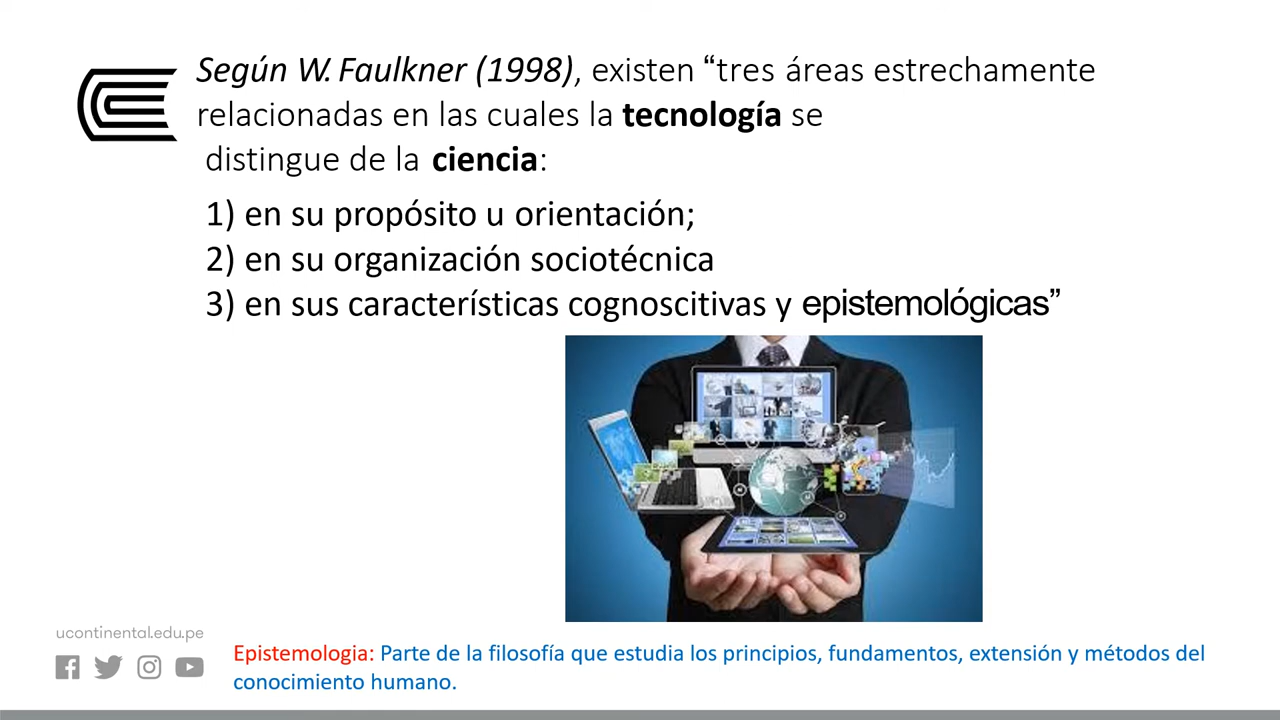 Según W. Faulkner (1998), existen “tres áreas estrechamente
relacionadas en las cuales la tecnología se
distingue de la ciencia:
1) en su propósito u orientación;
2) en su organización sociotécnica
3) en sus características cognoscitivas y epistemológicas”
ucontinental.edu.pe
Epistemologia: Parte de la filosofía que estudia los principios, fundamentos, extensión y métodos del
conocimiento humano.